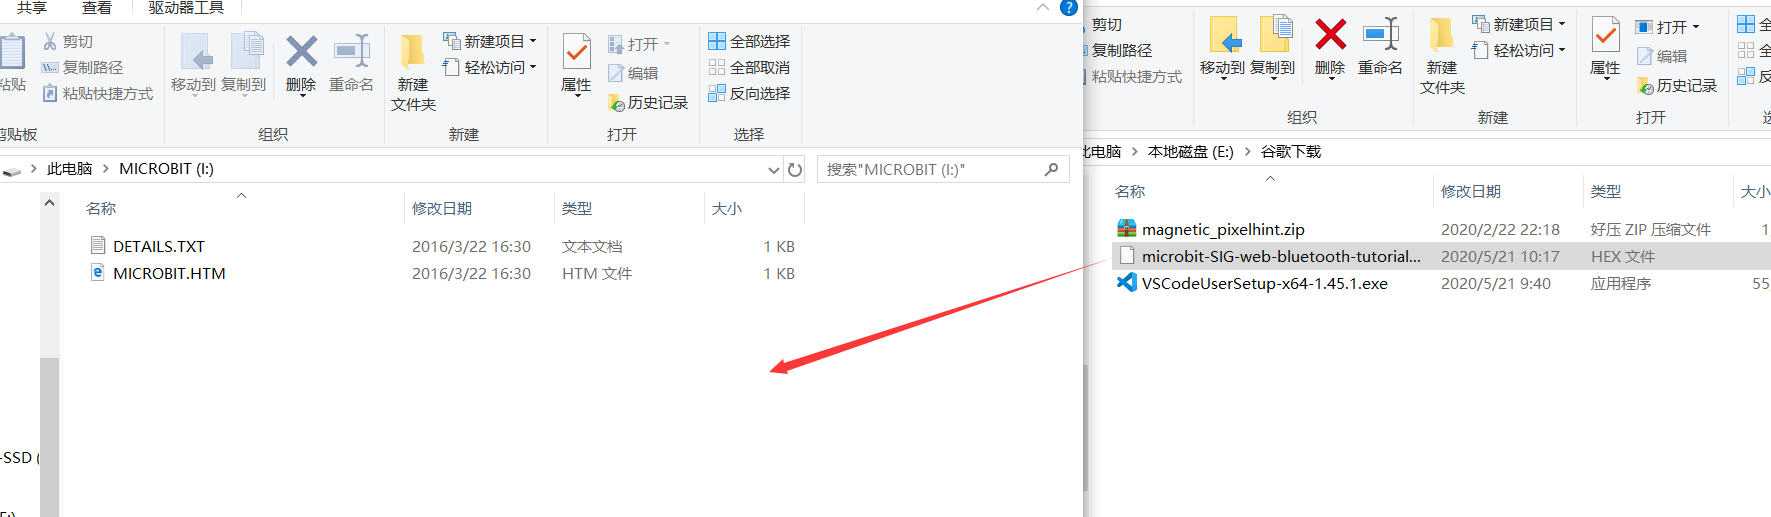 共享 查看 驱动器工具
剪切
复制路径
粘贴快捷方式
粘贴
移动到 复制到
删除 重命名
新建
文件夹
新建项目
轻松访问
属性
打开
编辑
历史记录
全部选择
全部取消
反向选择
剪贴板 组织 新建 打开 选择
此电脑 MICROBIT (I:)
搜索"MICROBIT (I:)"
名称 修改日期 类型 大小
DETAILS.TXT 2016/3/22 16:30 文本文档 1 KB
MICROBIT.HTM 2016/3/22 16:30 HTM 文件 1 KB
-SSD (
E:)
剪切
复制路径
粘贴快捷方式
移动到 复制到
删除 重命名
新建
文件夹
新建项目
轻松访问
属性
打开
编辑
历史记录
全
全
反
组织 新建 打开
此电脑 本地磁盘 (E:) 谷歌下载
名称 修改日期 类型 大小
magnetic_pixelhint.zip 2020/2/22 22:18 好压 ZIP 压缩文件 1
microbit-SIG-web-bluetooth-tutorial... 2020/5/21 10:17 HEX 文件
VSCodeUserSetup-x64-1.45.1.exe 2020/5/21 9:40 应用程序 55